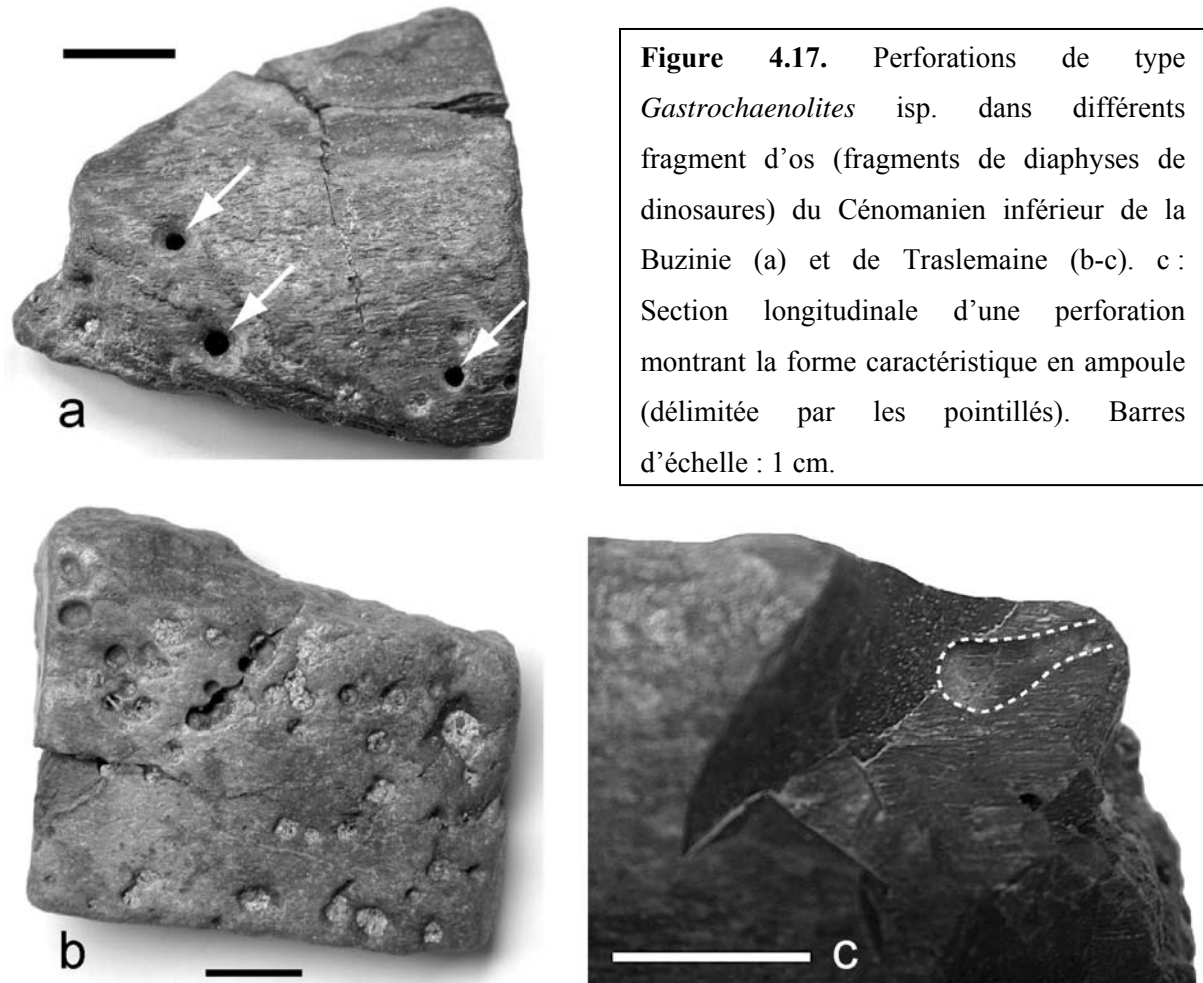 Figure 4.17. Perforations de type
Gastrochaenolites isp. dans différents
fragment d’os (fragments de diaphyses de
dinosaures) du Cénomanien inférieur de la
Buzinie (a) et de Traslemaine (b-c). c :
Section longitudinale d’une perforation
montrant la forme caractéristique en ampoule
(délimitée par les pointillés). Barres
d’échelle : 1 cm.
a
b
c